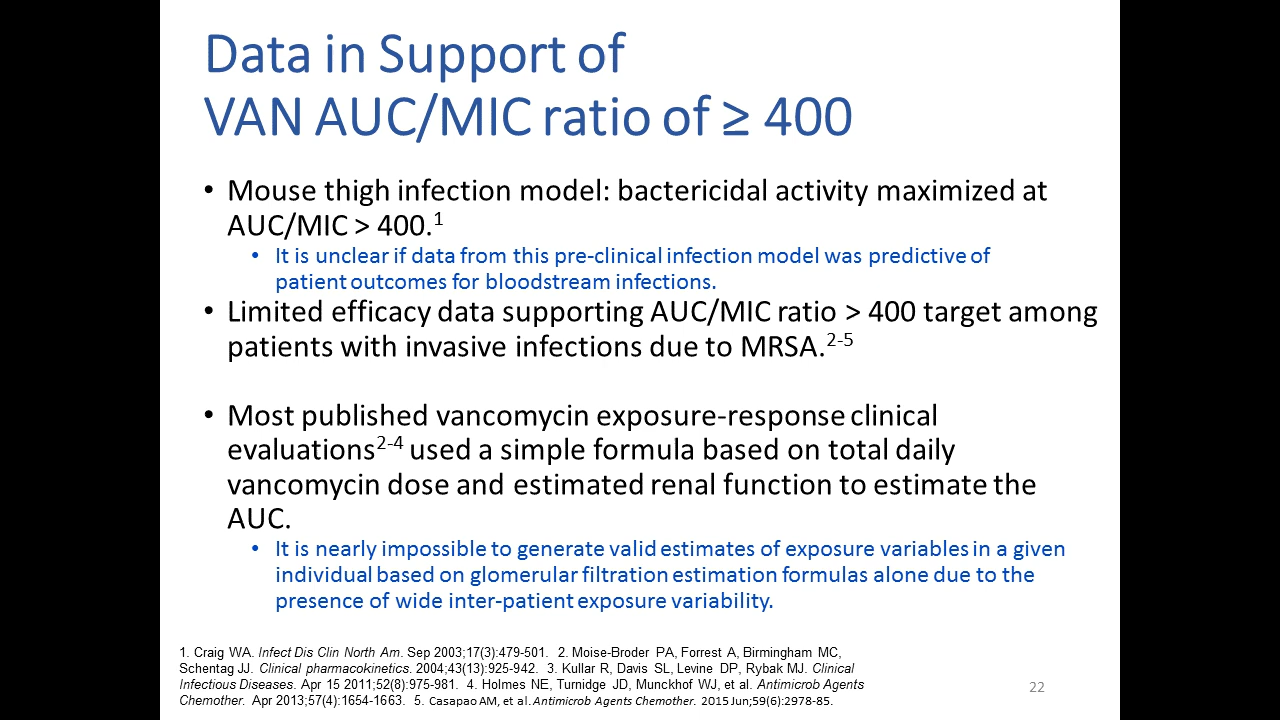 Data in Support of
VAN AUC/MIC ratio of ≥ 400
• Mouse thigh infection model: bactericidal activity maximized at
AUC/MIC > 400.1
• It is unclear if data from this pre-clinical infection model was predictive of
patient outcomes for bloodstream infections.
• Limited efficacy data supporting AUC/MIC ratio > 400 target among
patients with invasive infections due to MRSA.2-5
• Most published vancomycin exposure-response clinical
evaluations2-4 used a simple formula based on total daily
vancomycin dose and estimated renal function to estimate the
AUC.
• It is nearly impossible to generate valid estimates of exposure variables in a given
individual based on glomerular filtration estimation formulas alone due to the
presence of wide inter-patient exposure variability.
1. Craig WA. Infect Dis Clin North Am. Sep 2003;17(3):479-501. 2. Moise-Broder PA, Forrest A, Birmingham MC,
Schentag JJ. Clinical pharmacokinetics. 2004;43(13):925-942. 3. Kullar R, Davis SL, Levine DP, Rybak MJ. Clinical
Infectious Diseases. Apr 15 2011;52(8):975-981. 4. Holmes NE, Turnidge JD, Munckhof WJ, et al. Antimicrob Agents
Chemother. Apr 2013;57(4):1654-1663. 5. Casapao AM, et al. Antimicrob Agents Chemother. 2015 Jun;59(6):2978-85.
22